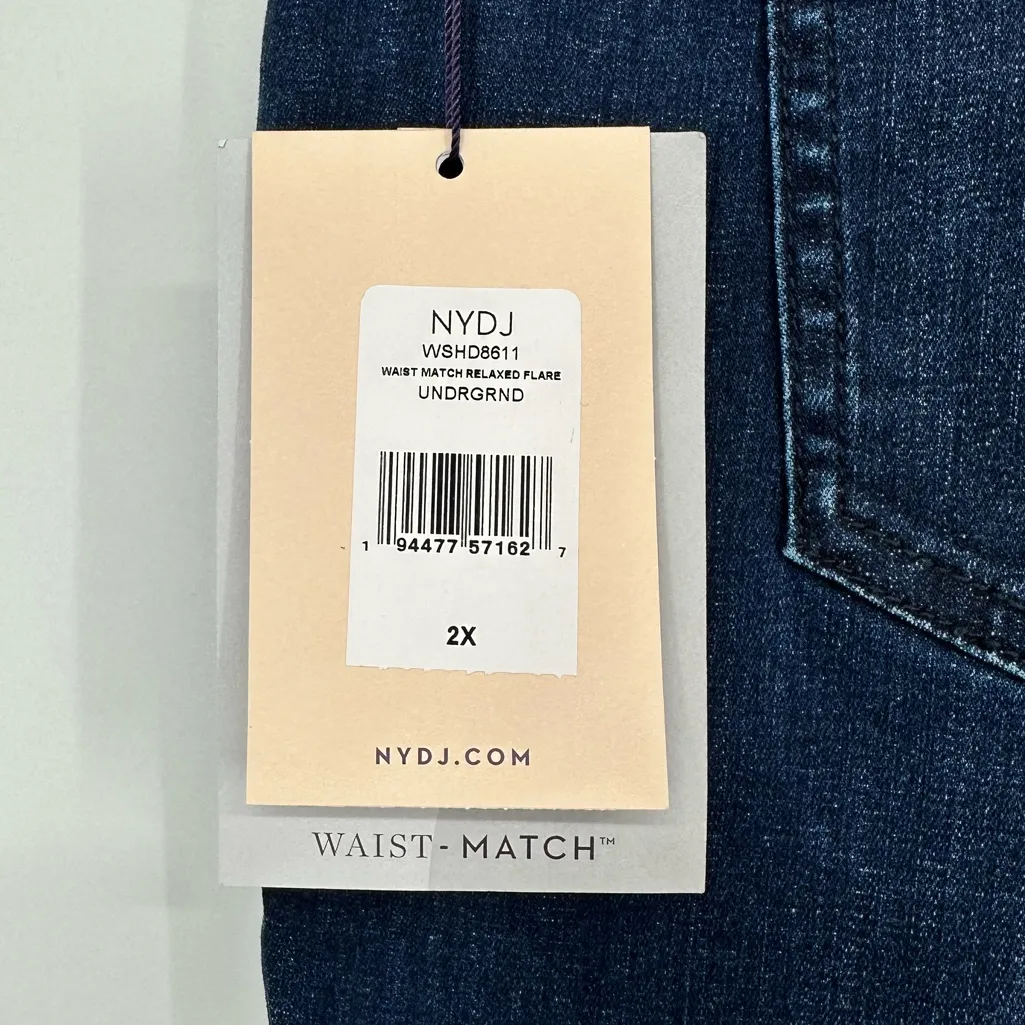 NYDJ
WSHD8611
WAIST MATCH RELAXED FLARE
UNDRGRND
1 94477 57162 7
2X
NYDJ.COM
WAIST - MATCH™